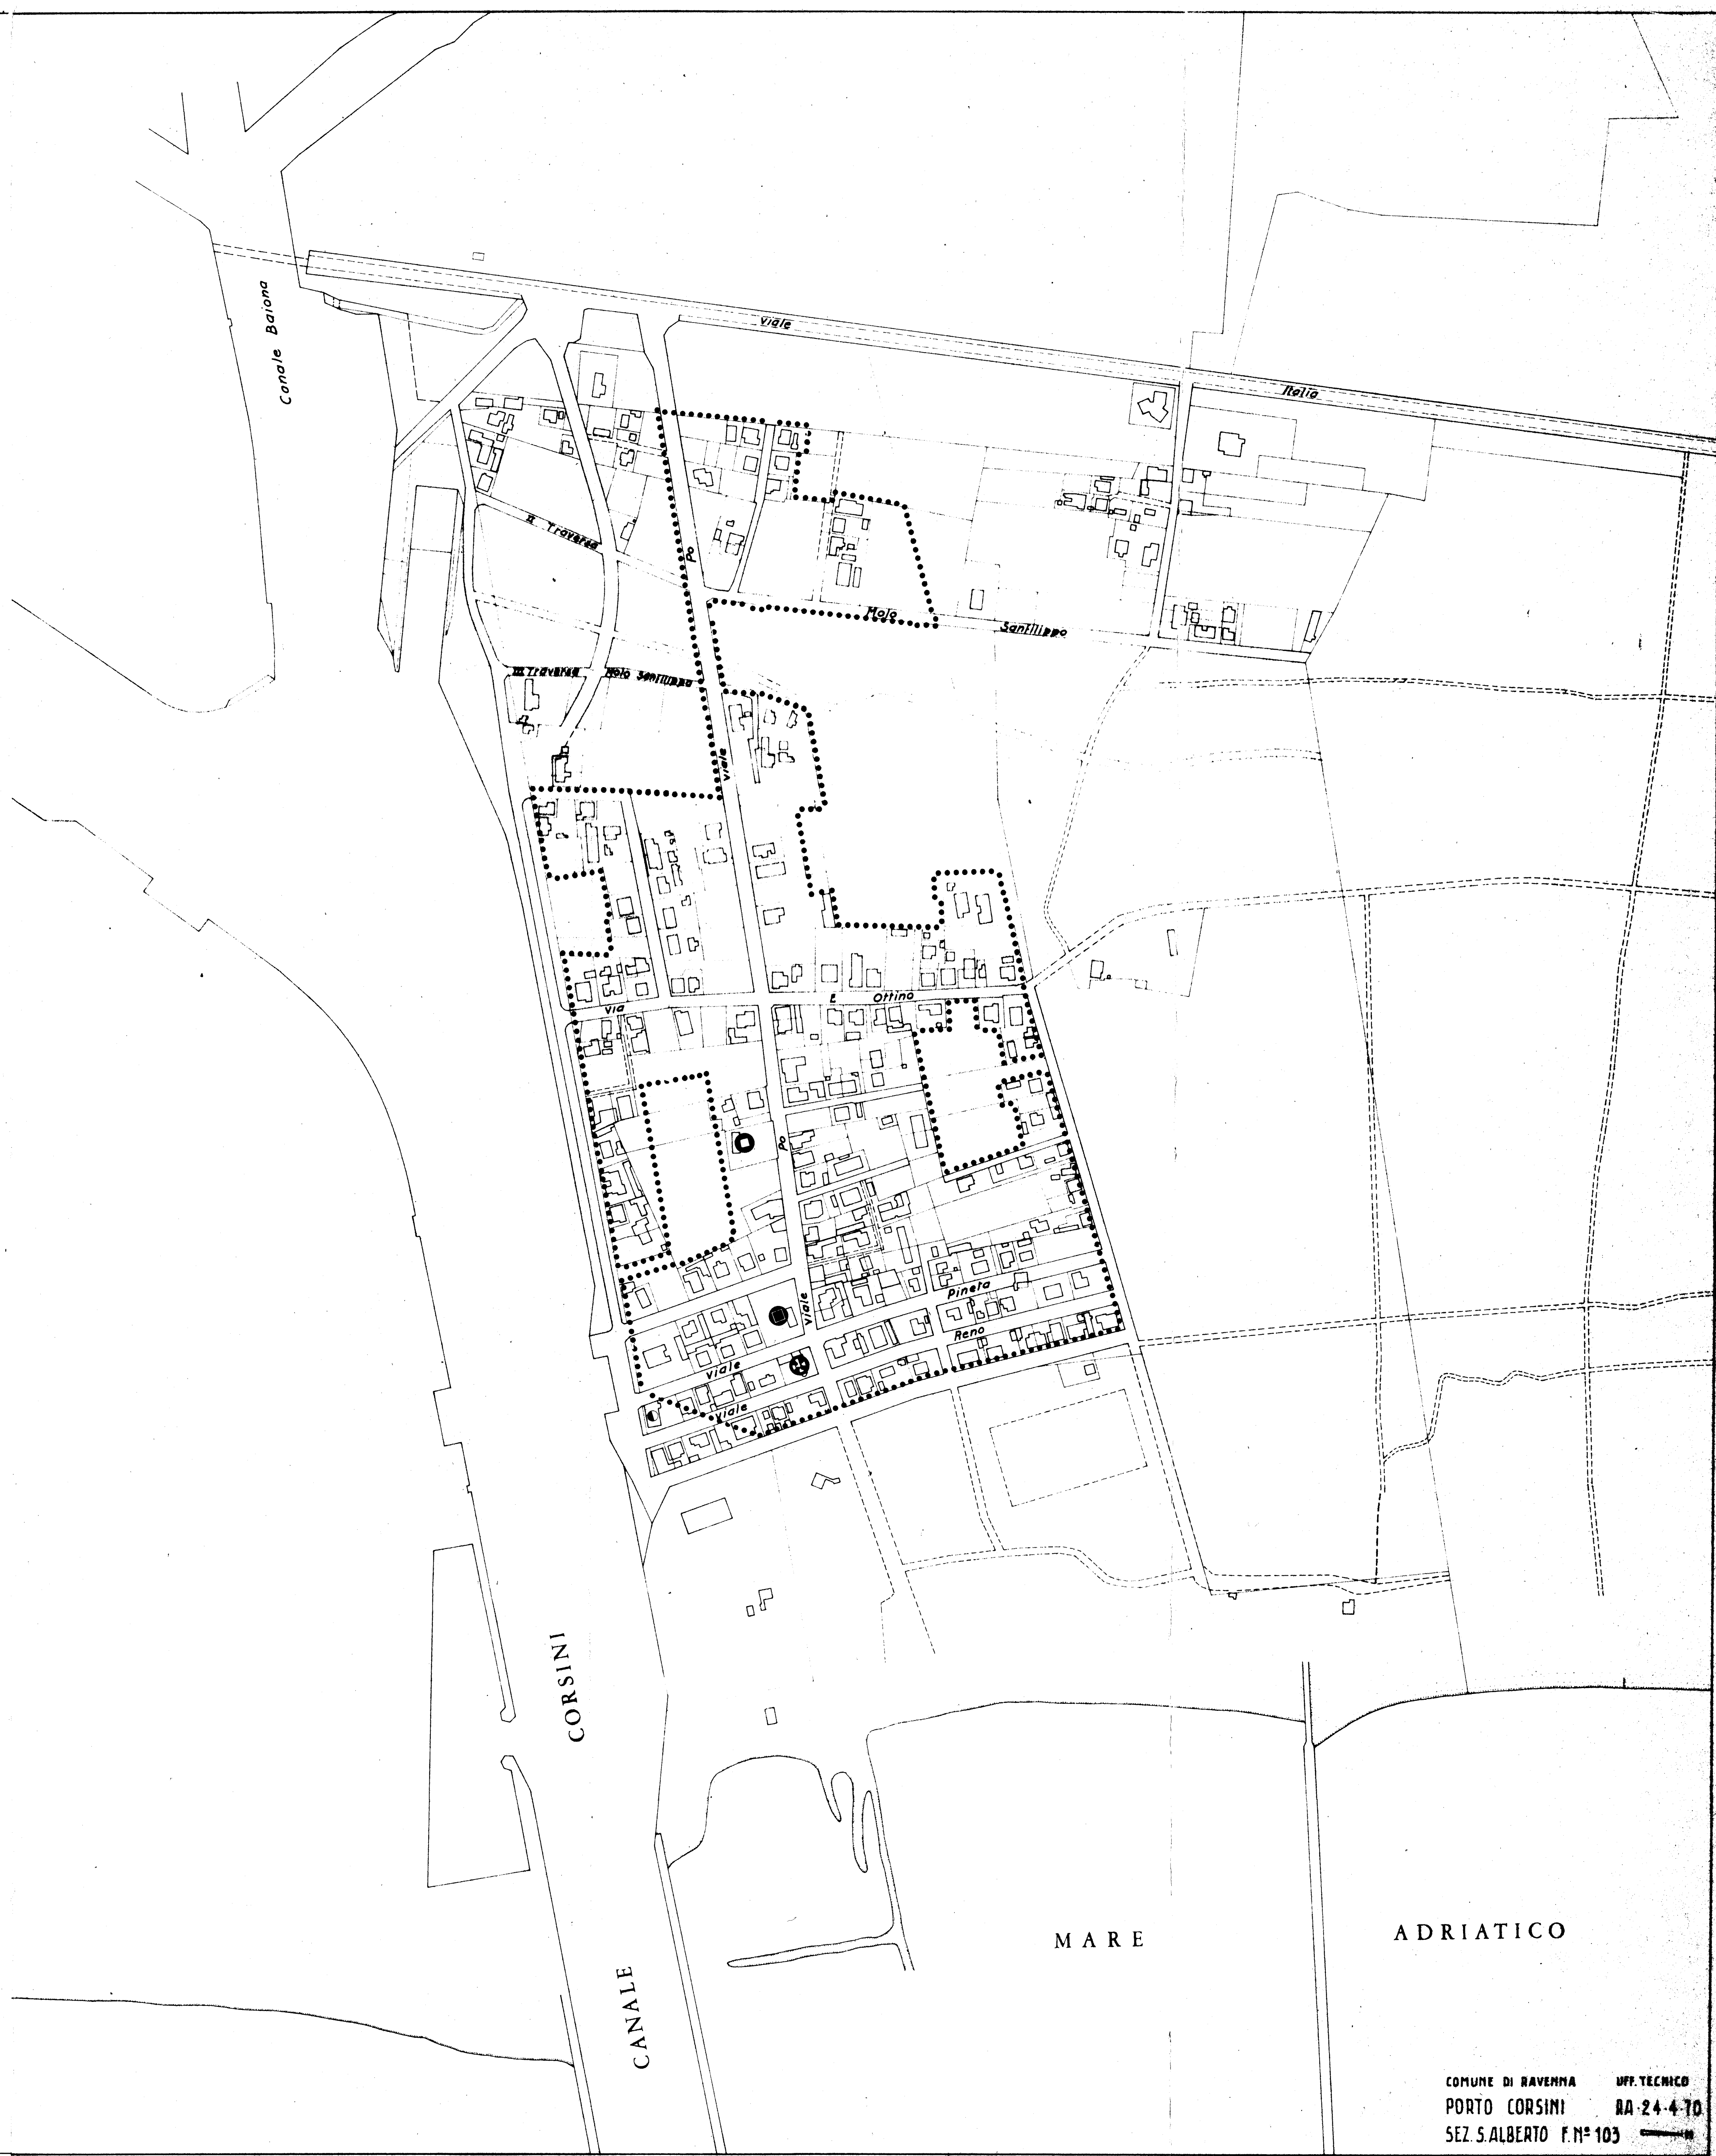 Canale Baiona
viale
Italia
II Traversa
Po
Molo
Santilippo
III Traversa
Molo Santilippo
viale
via
E Ottino
Po
viale
Pineta
Reno
viale
viale
CORSINI
CANALE
MARE
ADRIATICO
COMUNE DI RAVENNA UFF. TECNICO
PORTO CORSINI RA-24-4-70
SEZ. S. ALBERTO F. Nº 103
N